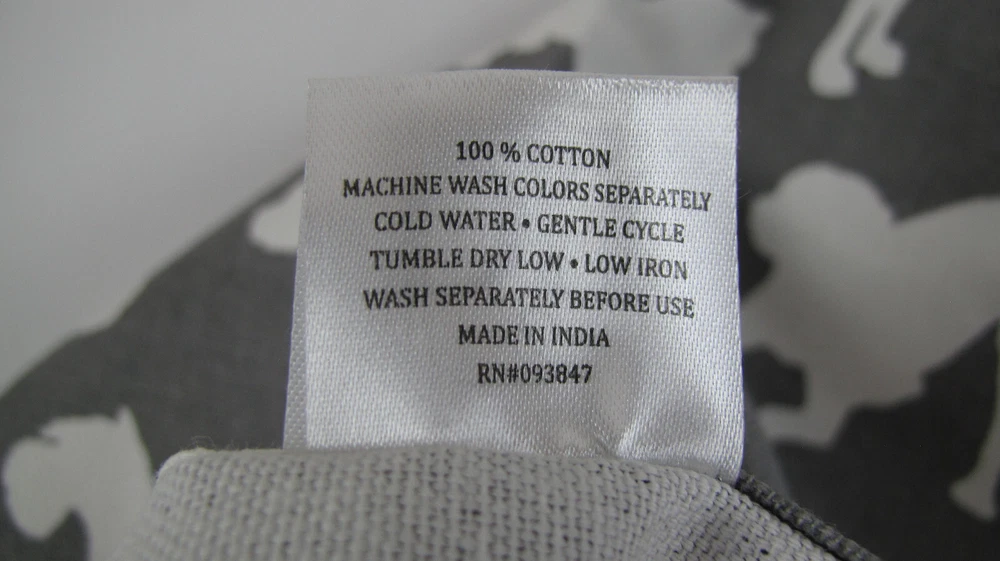 100 % COTTON
MACHINE WASH COLORS SEPARATELY
COLD WATER • GENTLE CYCLE
TUMBLE DRY LOW • LOW IRON
WASH SEPARATELY BEFORE USE
MADE IN INDIA
RN#093847